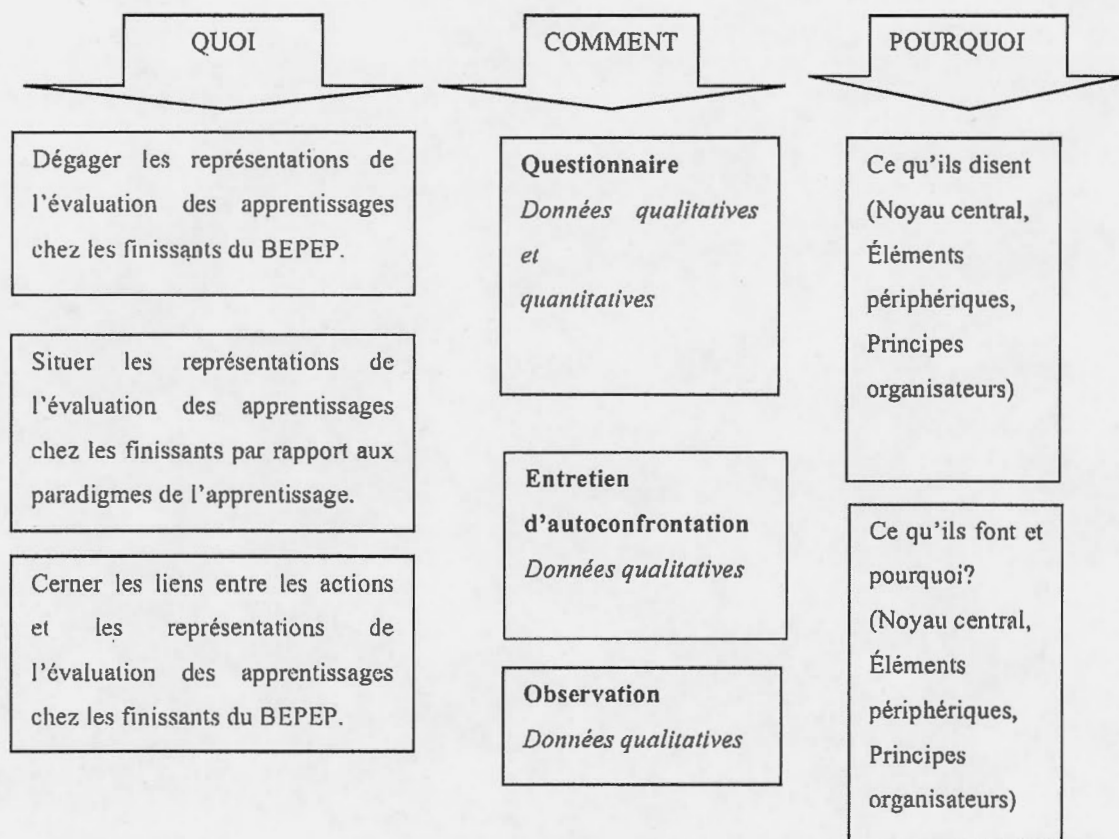 QUOI
Dégager les représentations de
l'évaluation des apprentissages
chez les finissants du BEPEP.
Situer les représentations de
l'évaluation des apprentissages
chez les finissants par rapport aux
paradigmes de l'apprentissage.
Cerner les liens entre les actions
et les représentations de
l'évaluation des apprentissages
chez les finissants du BEPEP.
COMMENT
Questionnaire
Données qualitatives
et
quantitatives
Entretien
d'autoconfrontation
Données qualitatives
Observation
Données qualitatives
POURQUOI
Ce qu'ils disent
(Noyau central,
Éléments
périphériques,
Principes
organisateurs)
Ce qu'ils font et
pourquoi?
(Noyau central,
Éléments
périphériques,
Principes
organisateurs)